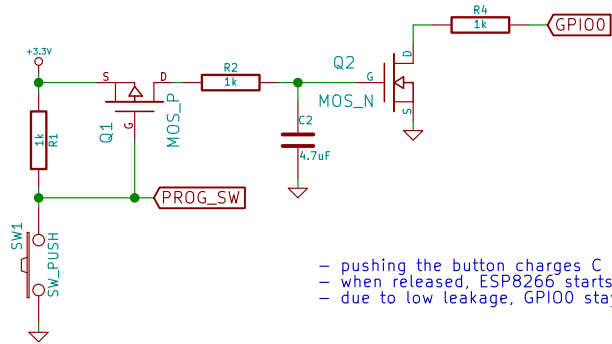 R4
1k
GPIO0
+3.3V
S
D
R2
1k
Q2
D
G
MOS_N
S
Q1
G
MOS_P
1k
R1
C2
4.7uF
PROG_SW
SW1
SW_PUSH
– pushing the button charges C
– when released, ESP8266 starts
– due to low leakage, GPIO0